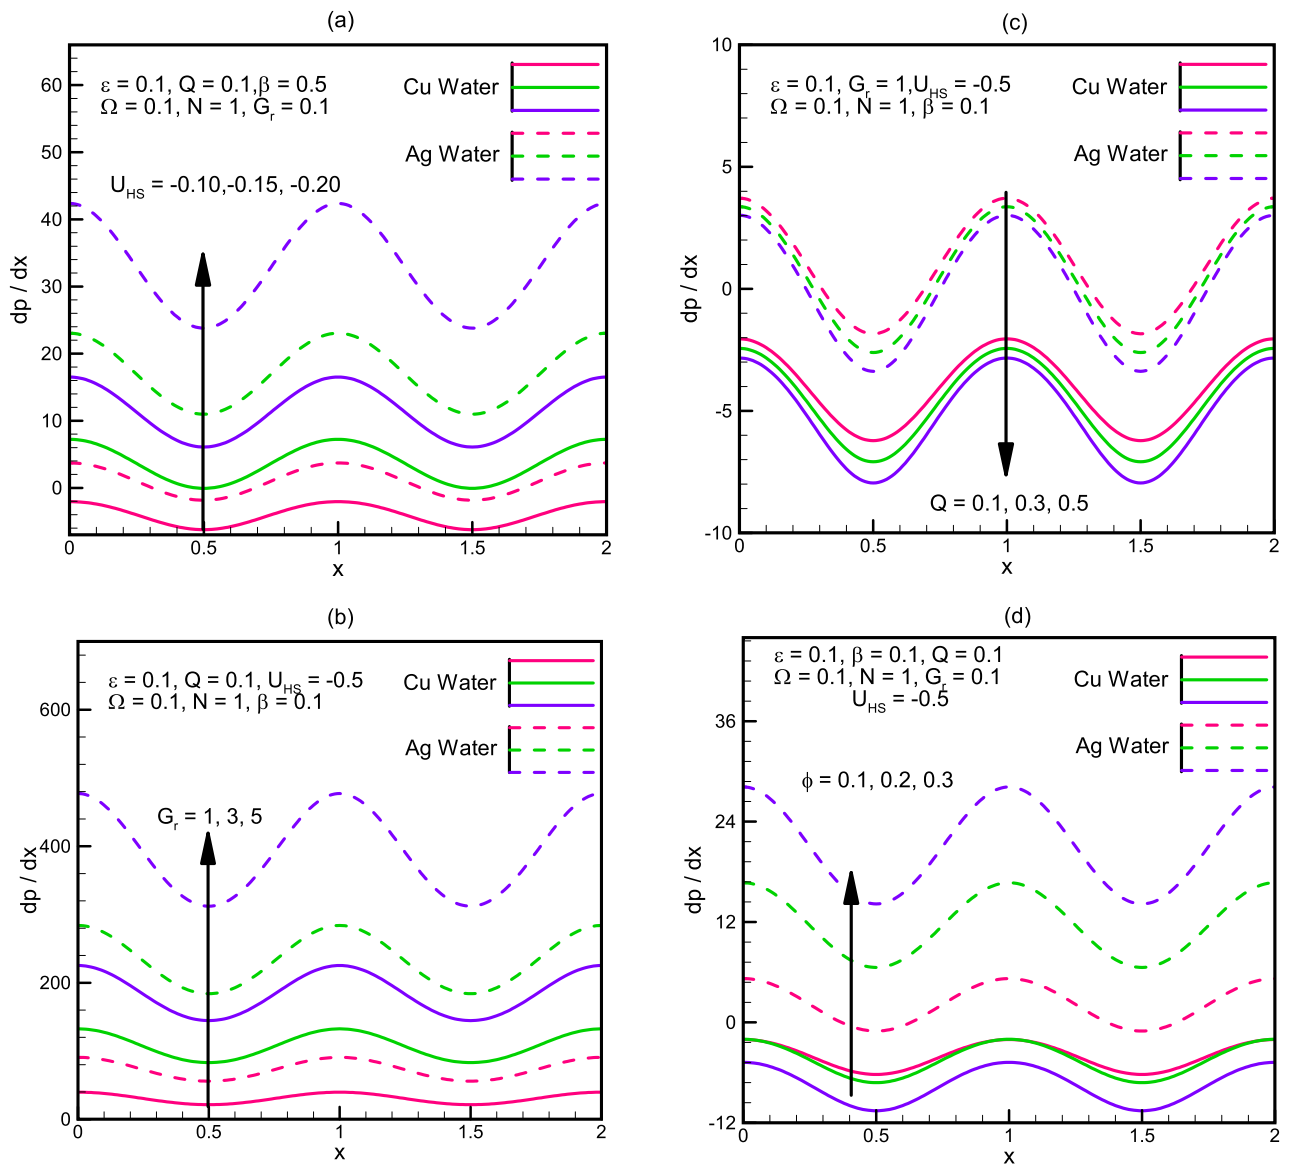 (a)
ε = 0.1, Q = 0.1,β = 0.5
Ω = 0.1, N = 1, Gr = 0.1
Cu Water
Ag Water
UHS = -0.10,-0.15, -0.20
60
50
40
30
20
10
0
dp / dx
0
0.5
1
1.5
2
x
(c)
ε = 0.1, Gr = 1,UHS = -0.5
Ω = 0.1, N = 1, β = 0.1
Cu Water
Ag Water
10
5
0
-5
-10
dp / dx
Q = 0.1, 0.3, 0.5
0
0.5
1
1.5
2
x
(b)
ε = 0.1, Q = 0.1, UHS = -0.5
Ω = 0.1, N = 1, β = 0.1
Cu Water
Ag Water
Gr = 1, 3, 5
600
400
200
0
dp / dx
0
0.5
1
1.5
2
x
(d)
ε = 0.1, β = 0.1, Q = 0.1
Ω = 0.1, N = 1, Gr = 0.1
UHS = -0.5
Cu Water
Ag Water
ϕ = 0.1, 0.2, 0.3
36
24
12
0
-12
dp / dx
0
0.5
1
1.5
2
x